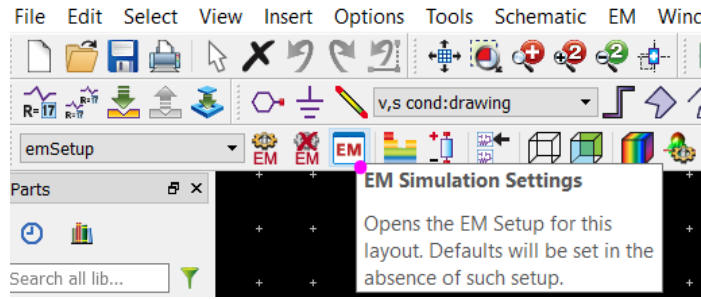 File Edit Select View Insert Options Tools Schematic EM Wind
R=17 R=17 v,s cond:drawing
emSetup EM EM EM
Parts
EM Simulation Settings
Opens the EM Setup for this
layout. Defaults will be set in the
absence of such setup.
Search all lib...